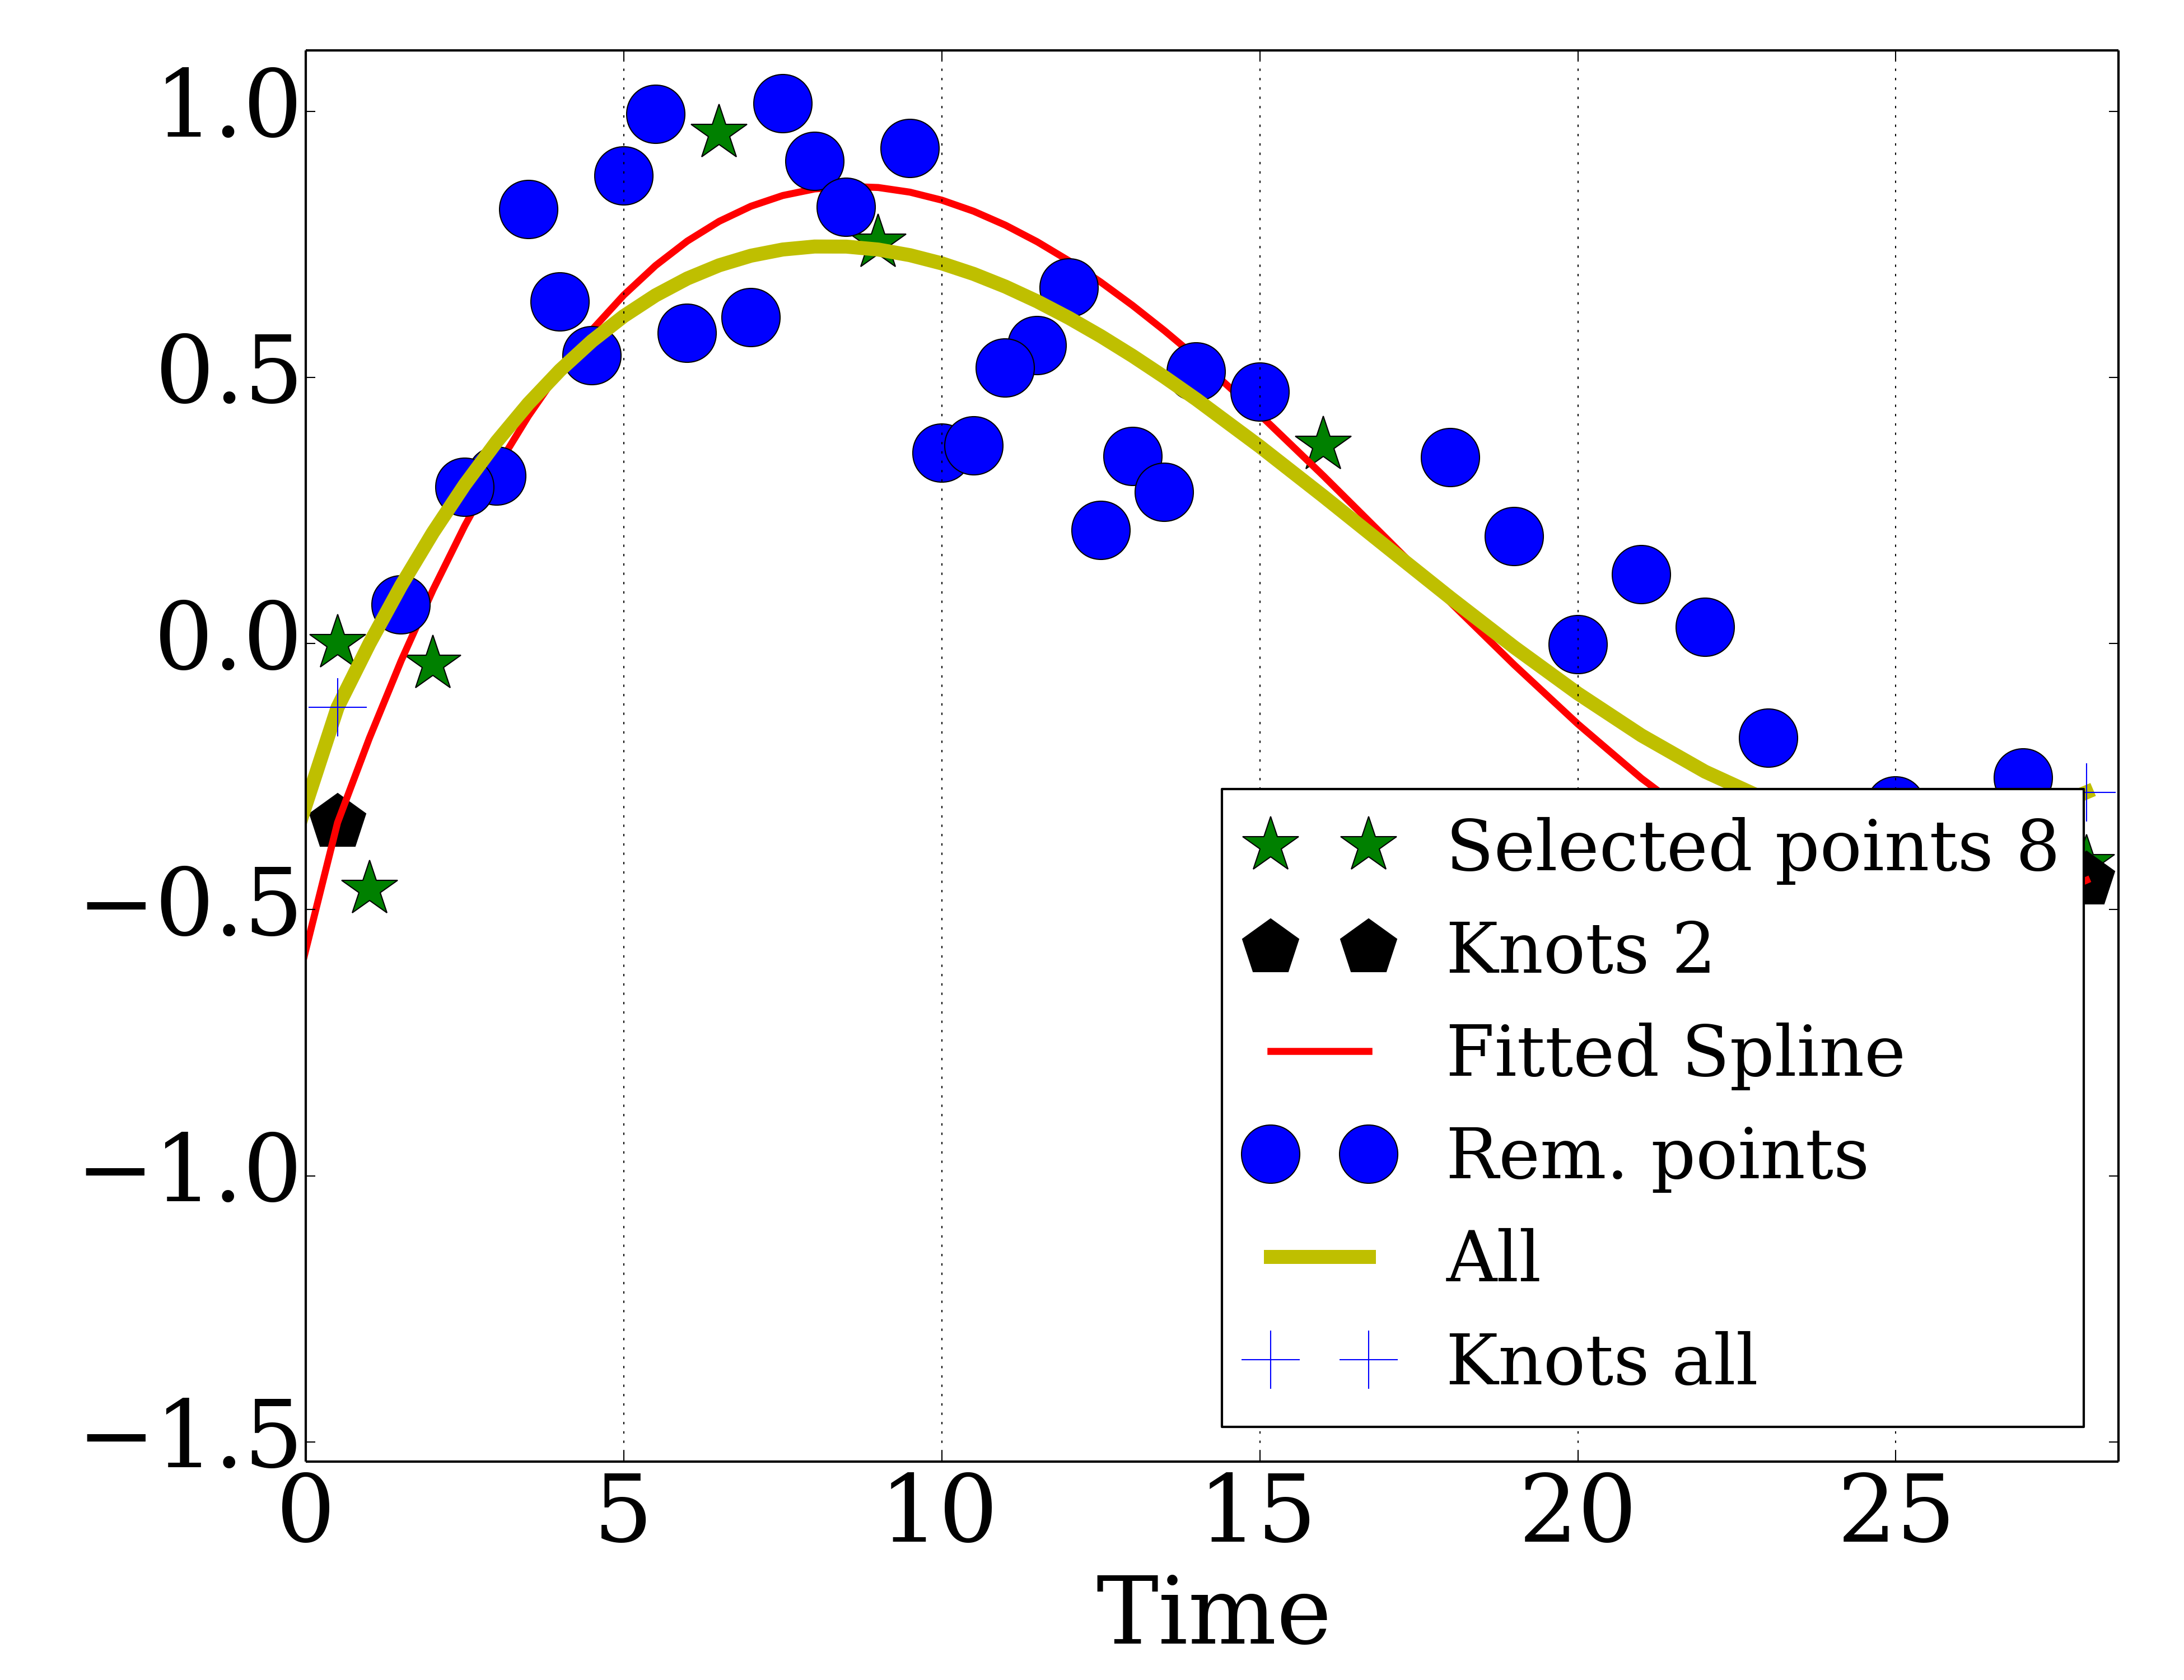 1.0
0.5
0.0
−0.5
−1.0
−1.5
0 5 10 15 20 25
Time
Selected points 8
Knots 2
Fitted Spline
Rem. points
All
Knots all